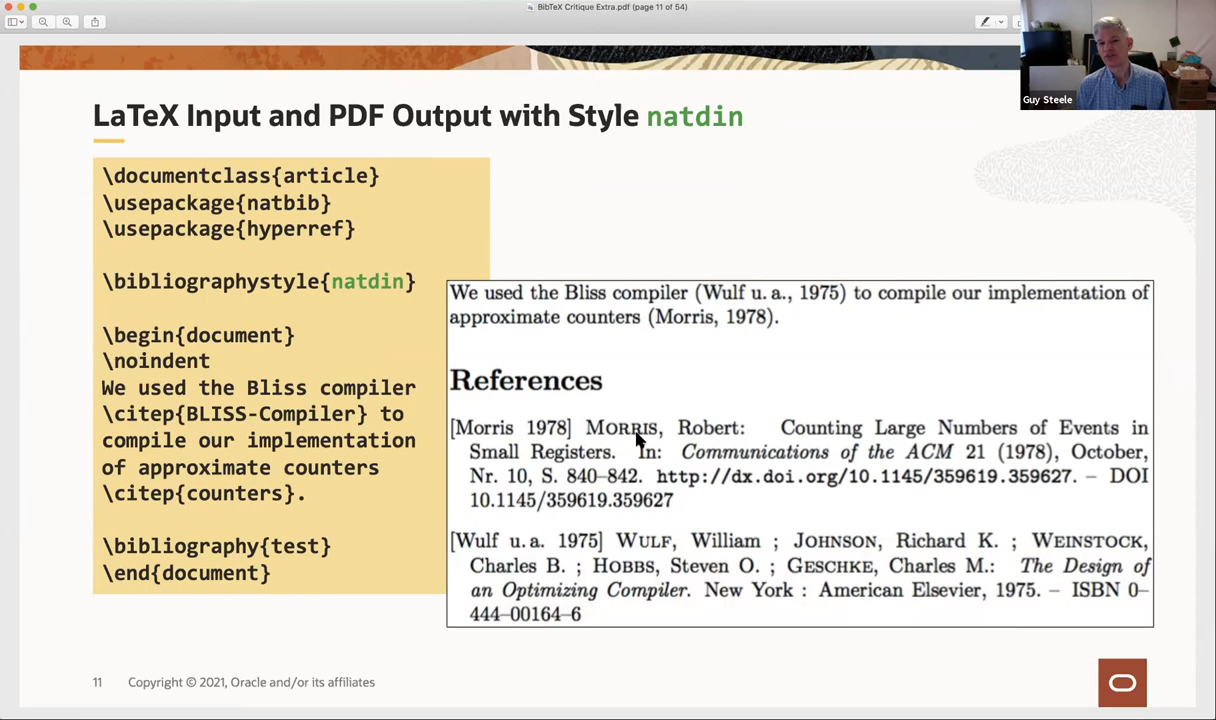 BibTeX Critique Extra.pdf (page 11 of 54)
Guy Steele
LaTeX Input and PDF Output with Style natdin
\documentclass{article}
\usepackage{natbib}
\usepackage{hyperref}
\bibliographystyle{natdin}
\begin{document}
\noindent
We used the Bliss compiler
\citep{BLISS-Compiler} to
compile our implementation
of approximate counters
\citep{counters}.
\bibliography{test}
\end{document}
We used the Bliss compiler (Wulf u. a., 1975) to compile our implementation of
approximate counters (Morris, 1978).
References
[Morris 1978] MORRIS, Robert: Counting Large Numbers of Events in
Small Registers. In: Communications of the ACM 21 (1978), October,
Nr. 10, S. 840–842. http://dx.doi.org/10.1145/359619.359627. – DOI
10.1145/359619.359627
[Wulf u. a. 1975] WULF, William ; JOHNSON, Richard K. ; WEINSTOCK,
Charles B. ; HOBBS, Steven O. ; GESCHKE, Charles M.: The Design of
an Optimizing Compiler. New York : American Elsevier, 1975. – ISBN 0–
444–00164–6
11 Copyright © 2021, Oracle and/or its affiliates